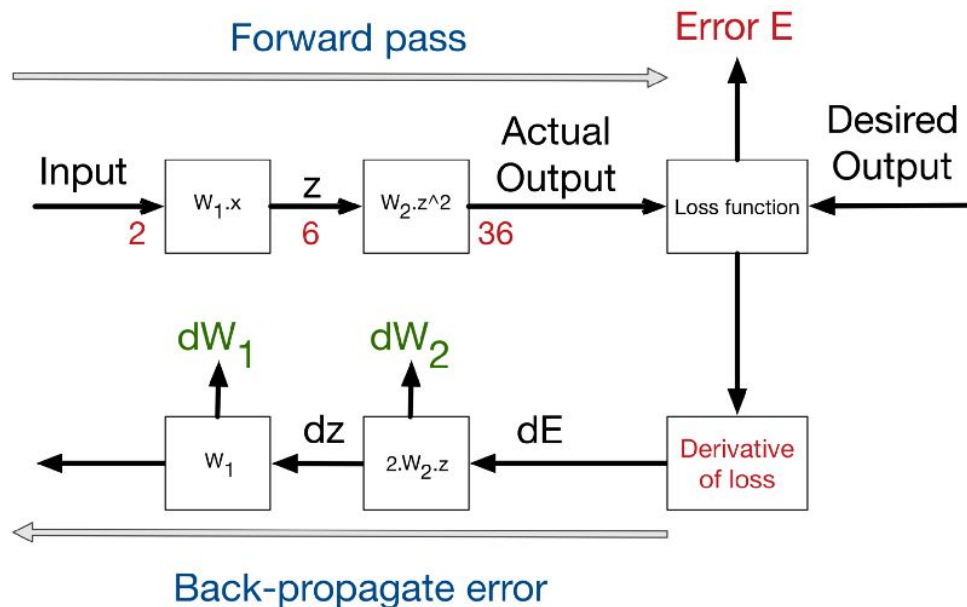 Forward pass
Error E
Input
z
Actual
Output
Desired
Output
W₁.x
W₂.z^2
Loss function
2
6
36
dW₁
dW₂
dz
dE
W₁
2.W₂.z
Derivative
of loss
Back-propagate error